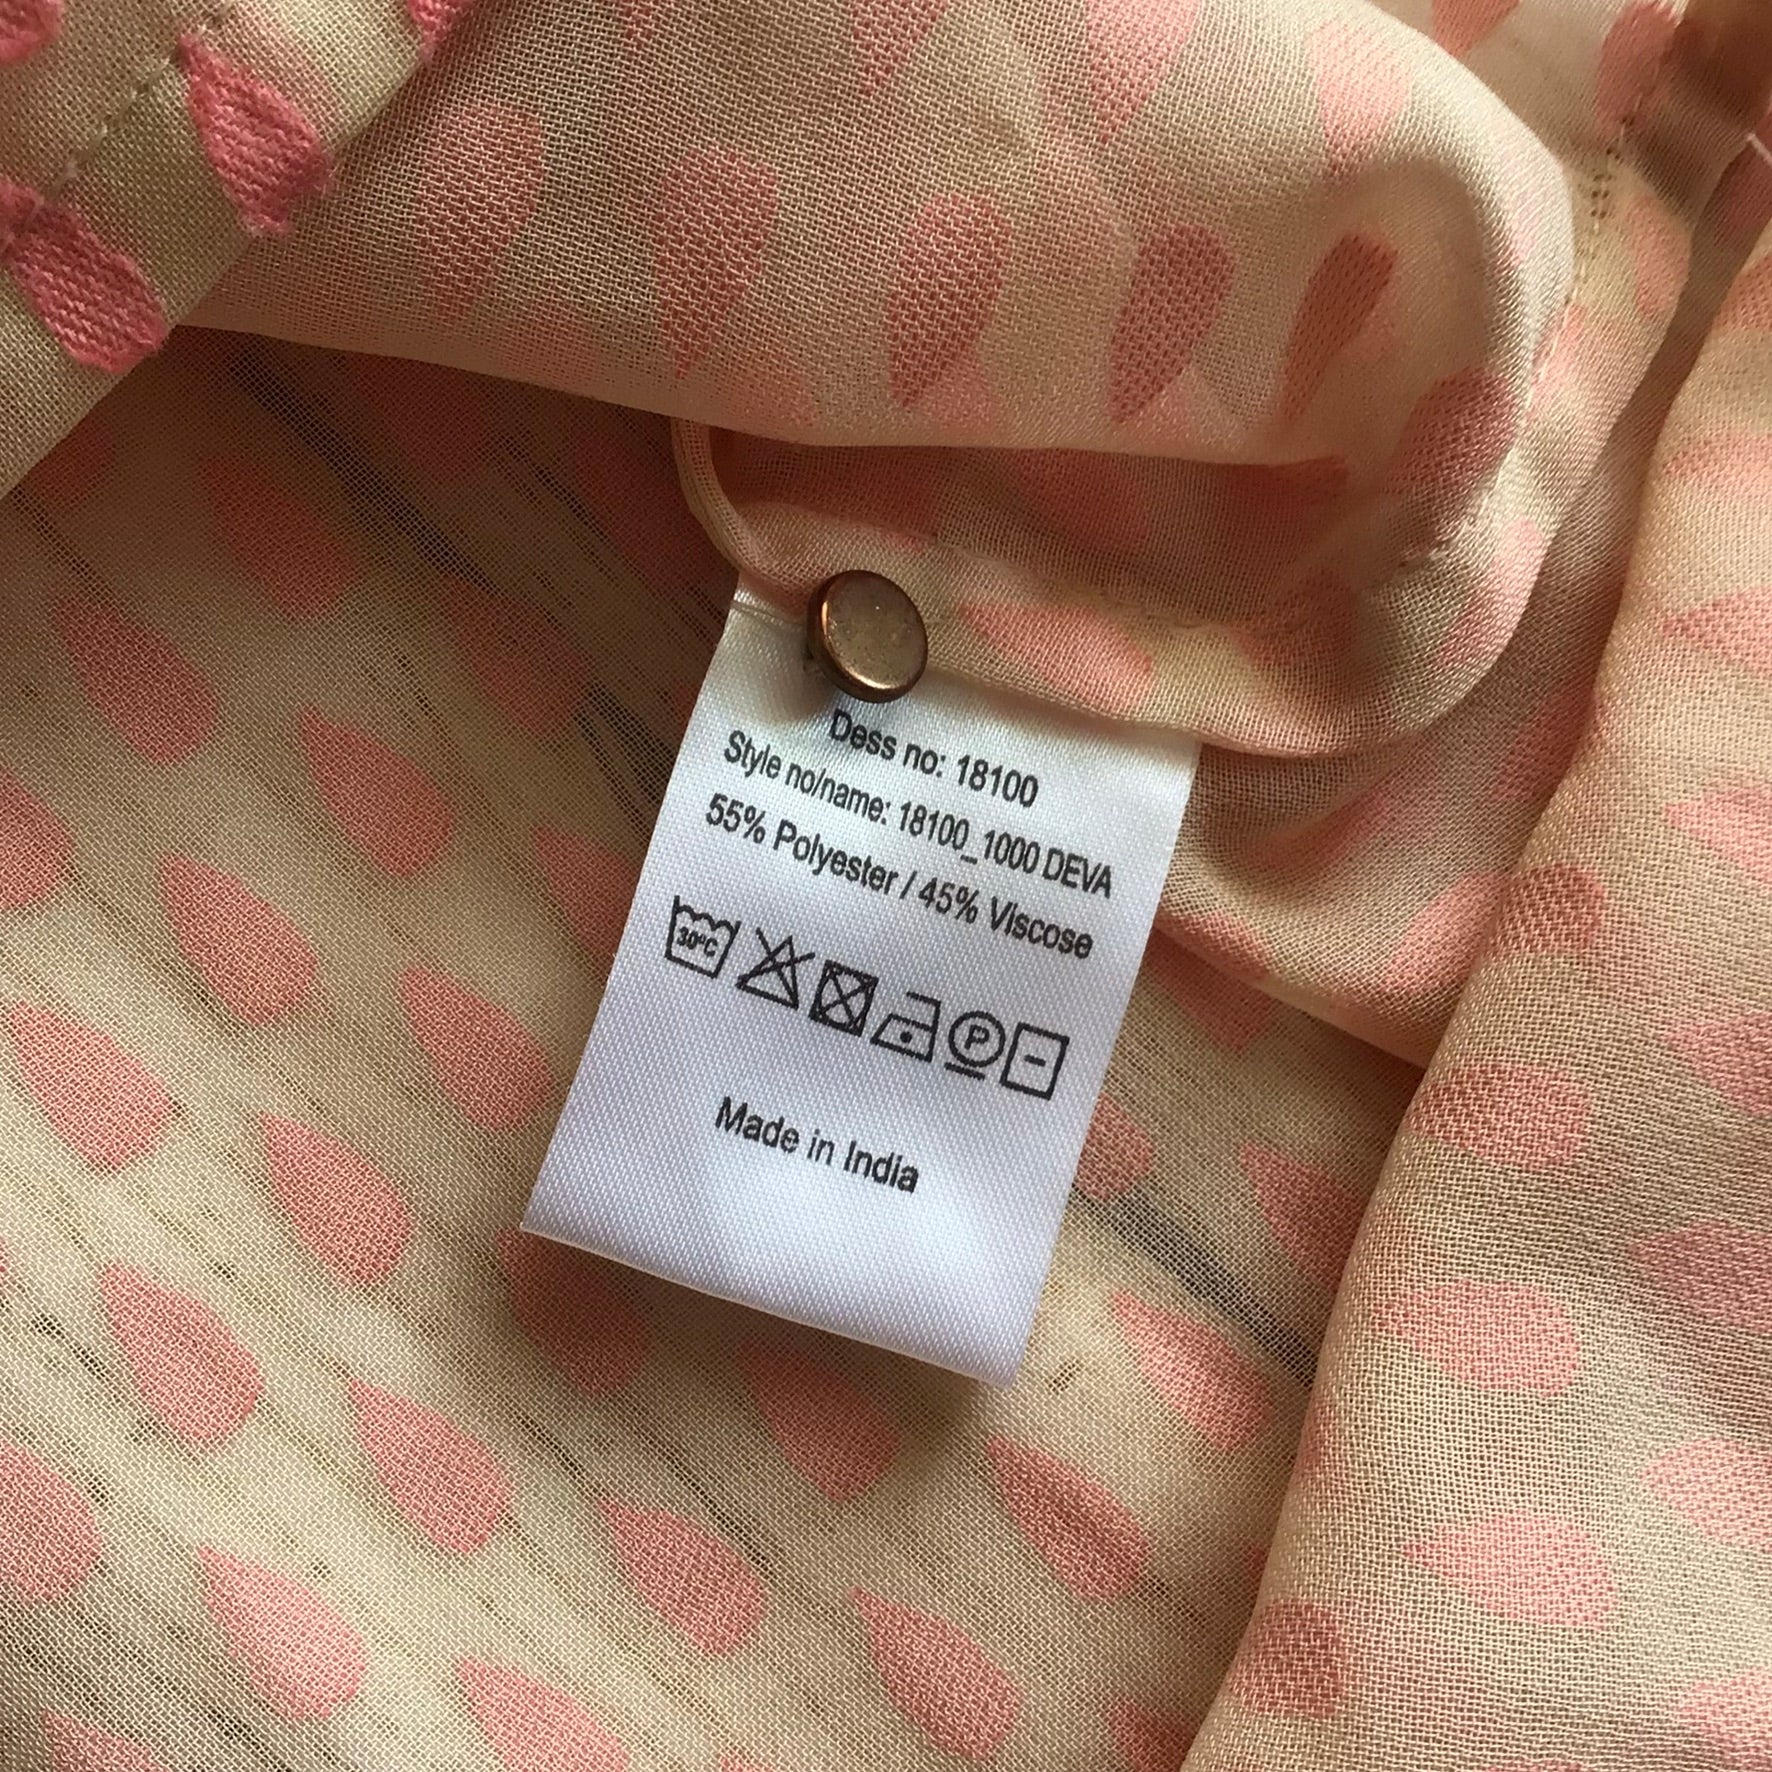 Dess no: 18100
Style no/name: 18100_1000 DEVA
55% Polyester / 45% Viscose
30°C P
Made in India